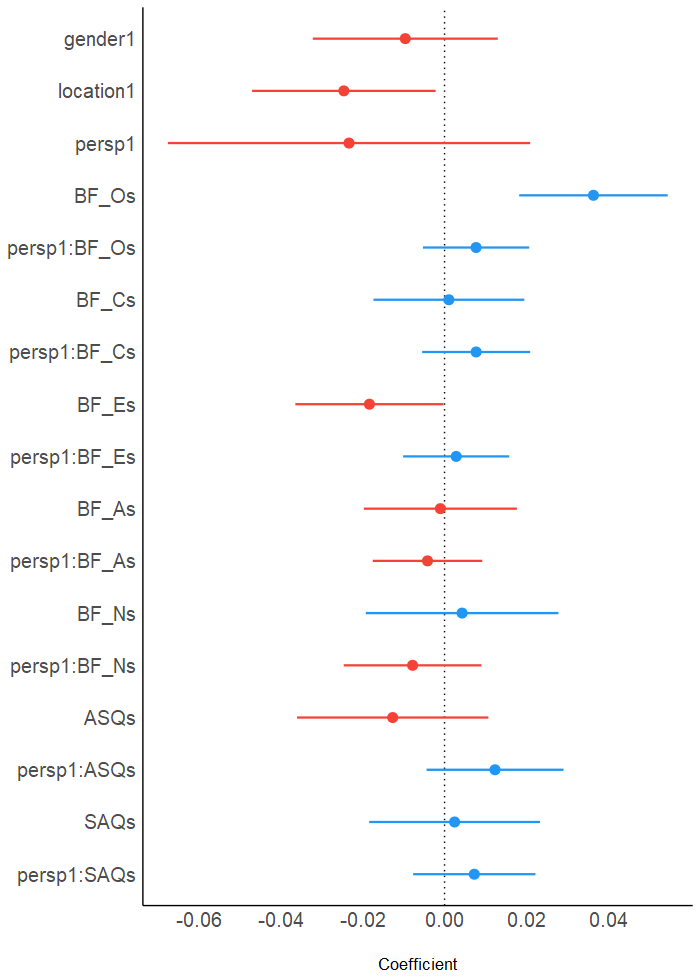 gender1
location1
persp1
BF_Os
persp1:BF_Os
BF_Cs
persp1:BF_Cs
BF_Es
persp1:BF_Es
BF_As
persp1:BF_As
BF_Ns
persp1:BF_Ns
ASQs
persp1:ASQs
SAQs
persp1:SAQs
-0.06 -0.04 -0.02 0.00 0.02 0.04
Coefficient